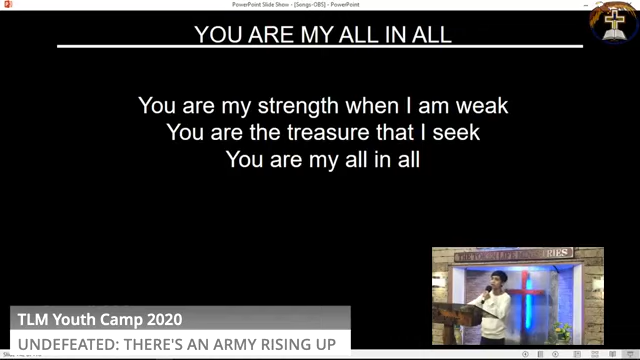 PowerPoint Slide Show - [Songs-OBS] - PowerPoint
YOU ARE MY ALL IN ALL
You are my strength when I am weak
You are the treasure that I seek
You are my all in all
TLM Youth Camp 2020
UNDEFEATED: THERE'S AN ARMY RISING UP